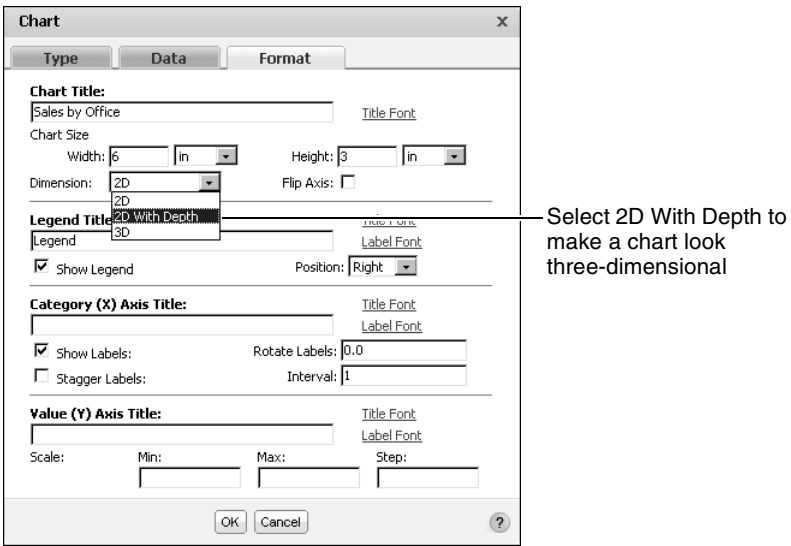 Chart x
Type Data Format
Chart Title:
Sales by Office Title Font
Chart Size
Width: 6 in Height: 3 in
Dimension: 2D Flip Axis:
2D
2D With Depth
3D
Select 2D With Depth to
make a chart look
three-dimensional
Legend Title Title Font
Legend Label Font
Show Legend Position: Right
Category (X) Axis Title: Title Font
Label Font
Show Labels: Rotate Labels: 0.0
Stagger Labels: Interval: 1
Value (Y) Axis Title: Title Font
Label Font
Scale: Min: Max: Step:
OK Cancel ?